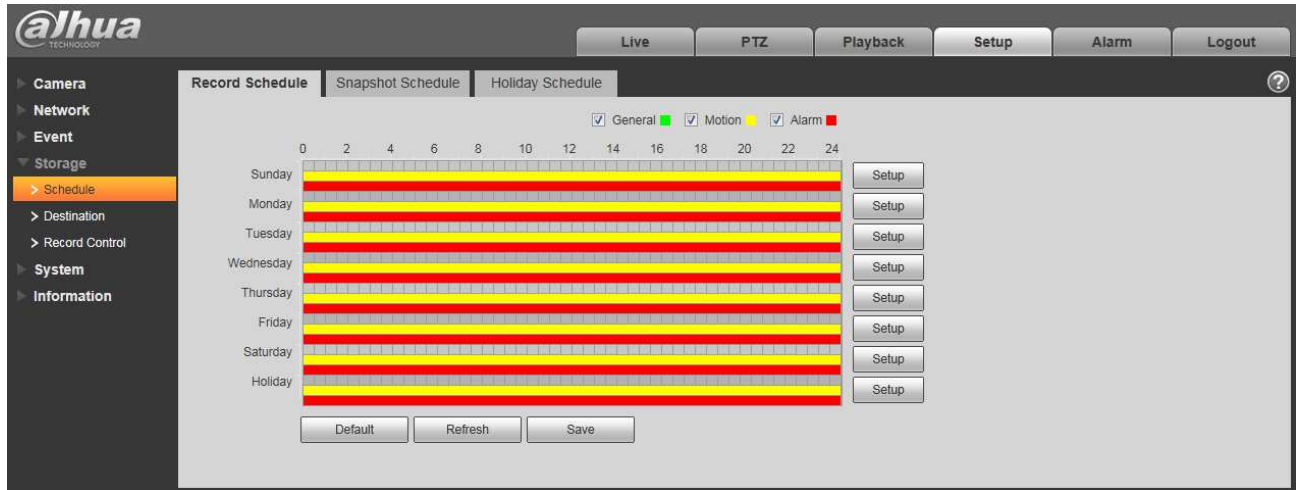 alhua
TECHNOLOGY
Live PTZ Playback Setup Alarm Logout
Camera
Network
Event
Storage
> Schedule
> Destination
> Record Control
System
Information
Record Schedule Snapshot Schedule Holiday Schedule ?
General Motion Alarm
0 2 4 6 8 10 12 14 16 18 20 22 24
Sunday Setup
Monday Setup
Tuesday Setup
Wednesday Setup
Thursday Setup
Friday Setup
Saturday Setup
Holiday Setup
Default Refresh Save